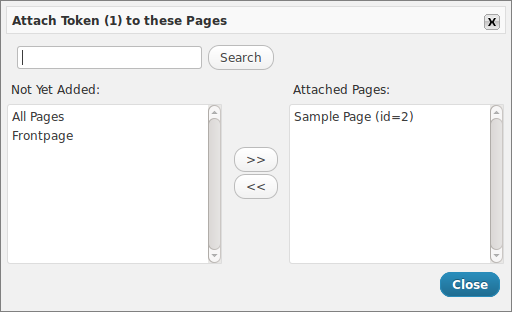 Attach Token (1) to these Pages
X
Search
Not Yet Added:
Attached Pages:
All Pages
Frontpage
Sample Page (id=2)
>>
<<
Close